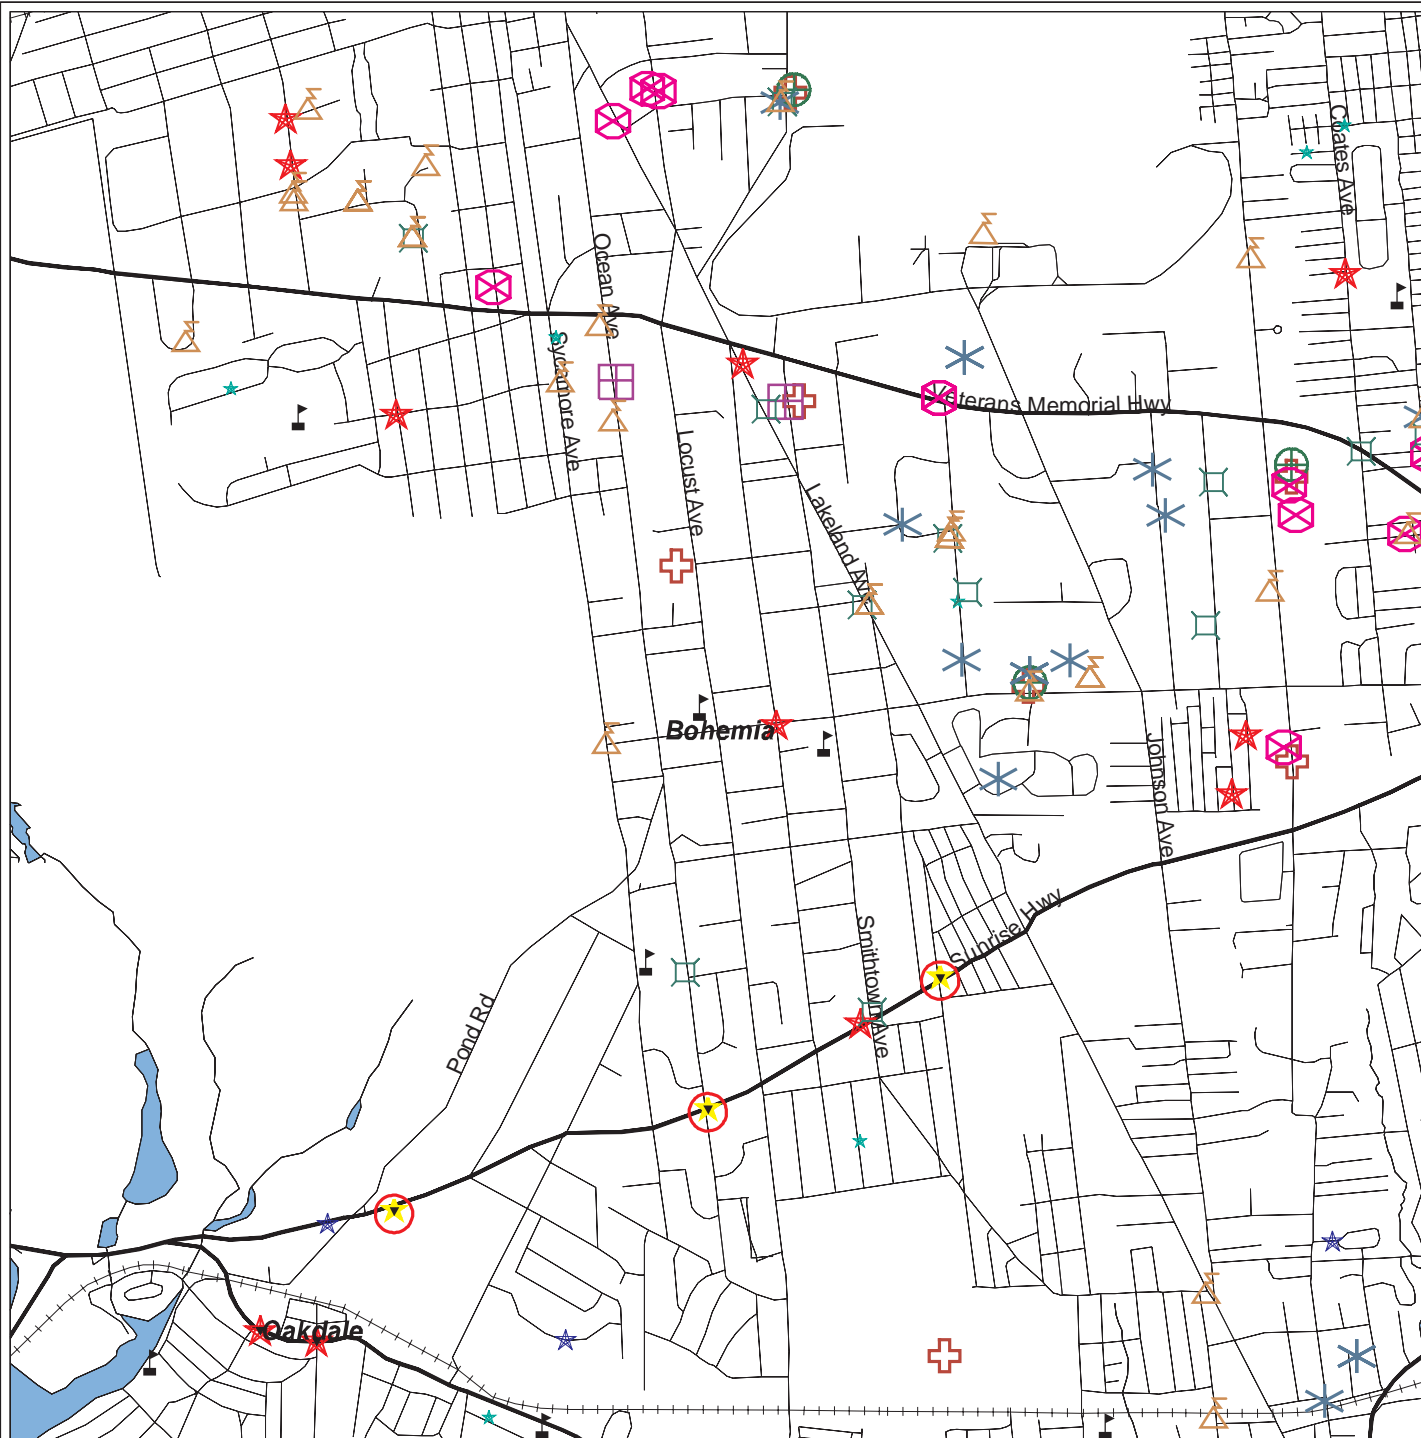 Coates Ave
Ocean Ave
Sycamore Ave
Veterans Memorial Hwy
Locust Ave
Lakeland Ave
Bohemia
Johnson Ave
Sunrise Hwy
Smithtown Ave
Pond Rd
Oakdale